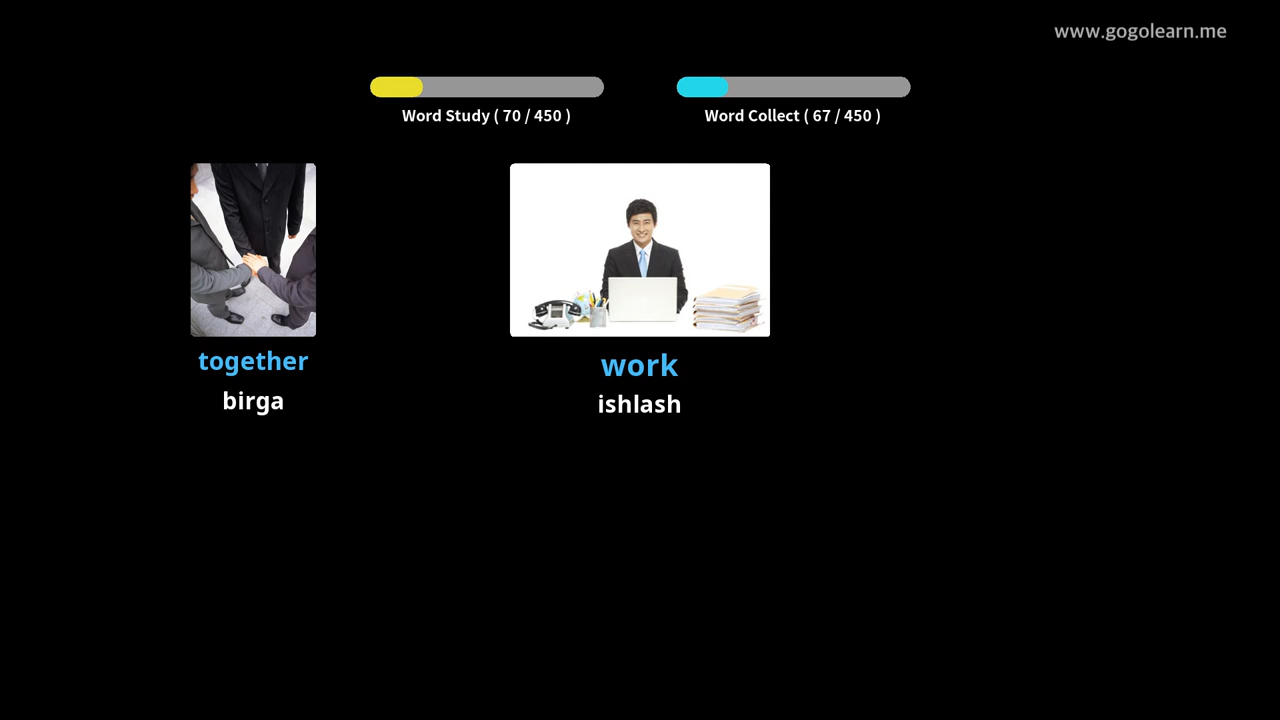 www.gogolearn.me
Word Study ( 70 / 450 )
Word Collect ( 67 / 450 )
together
birga
work
ishlash